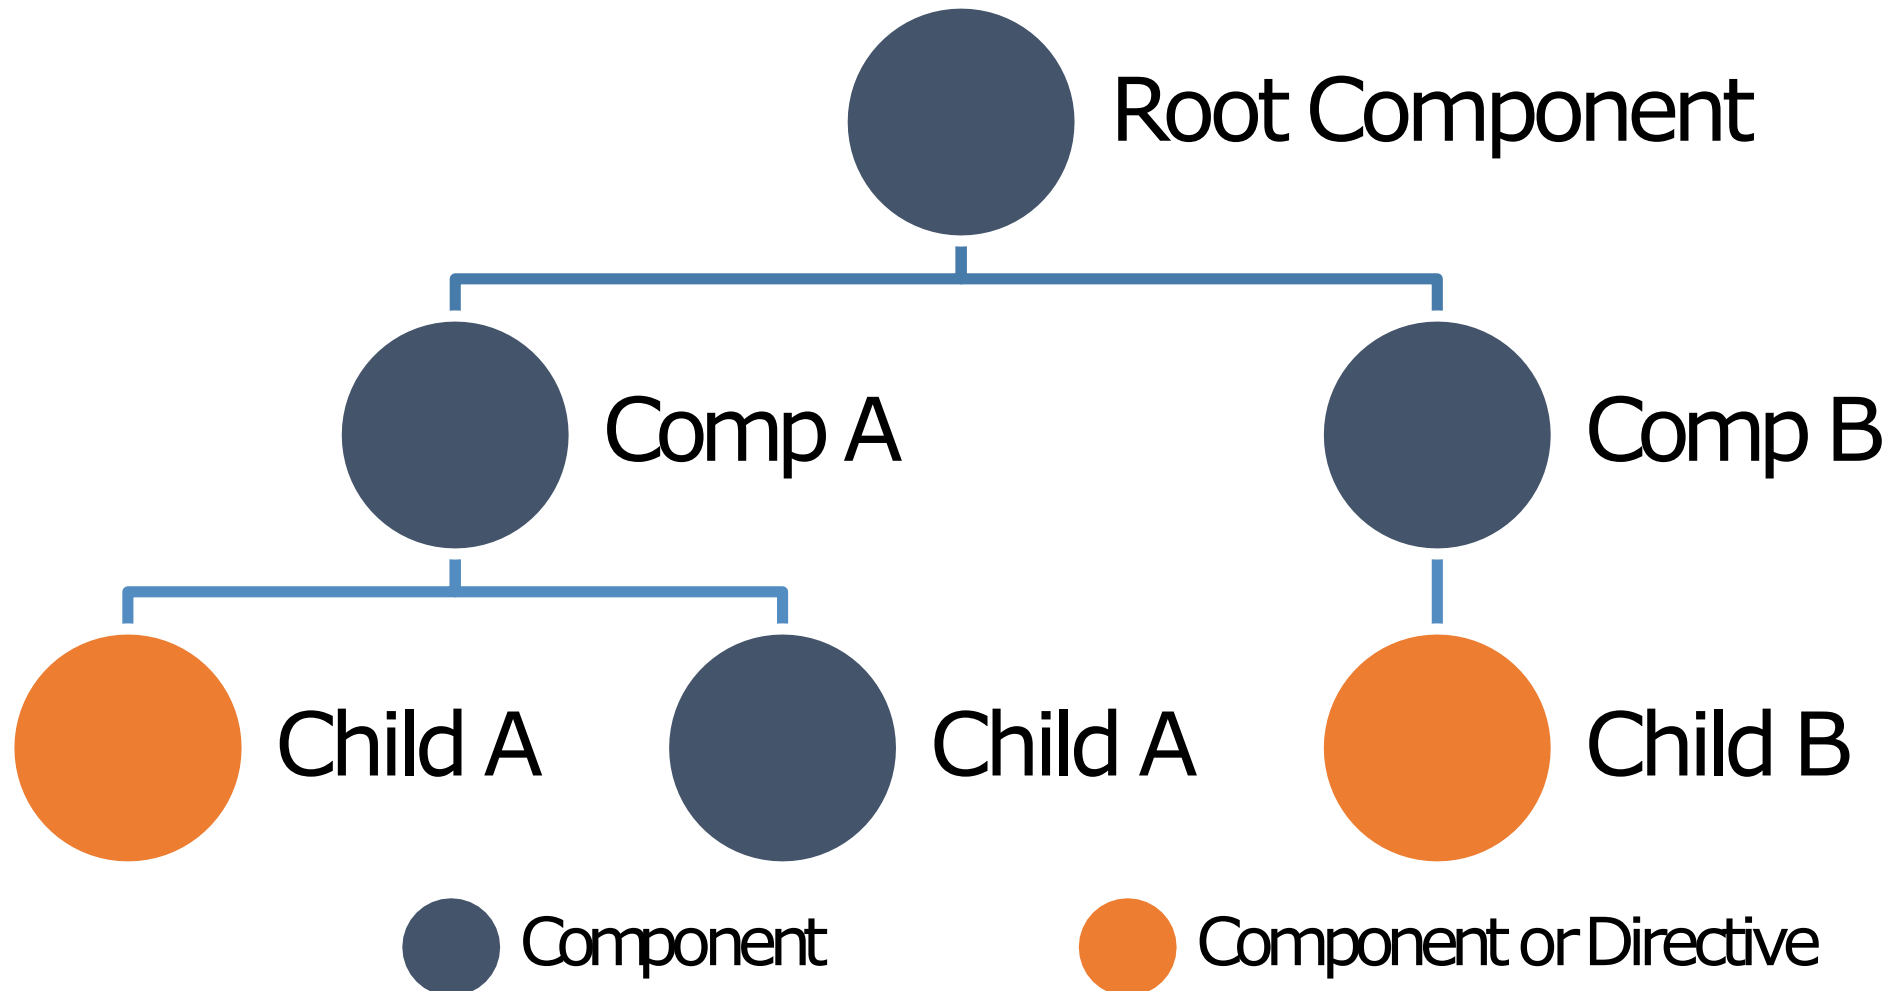 Root Component
Comp A
Comp B
Child A
Child A
Child B
Component
Component or Directive